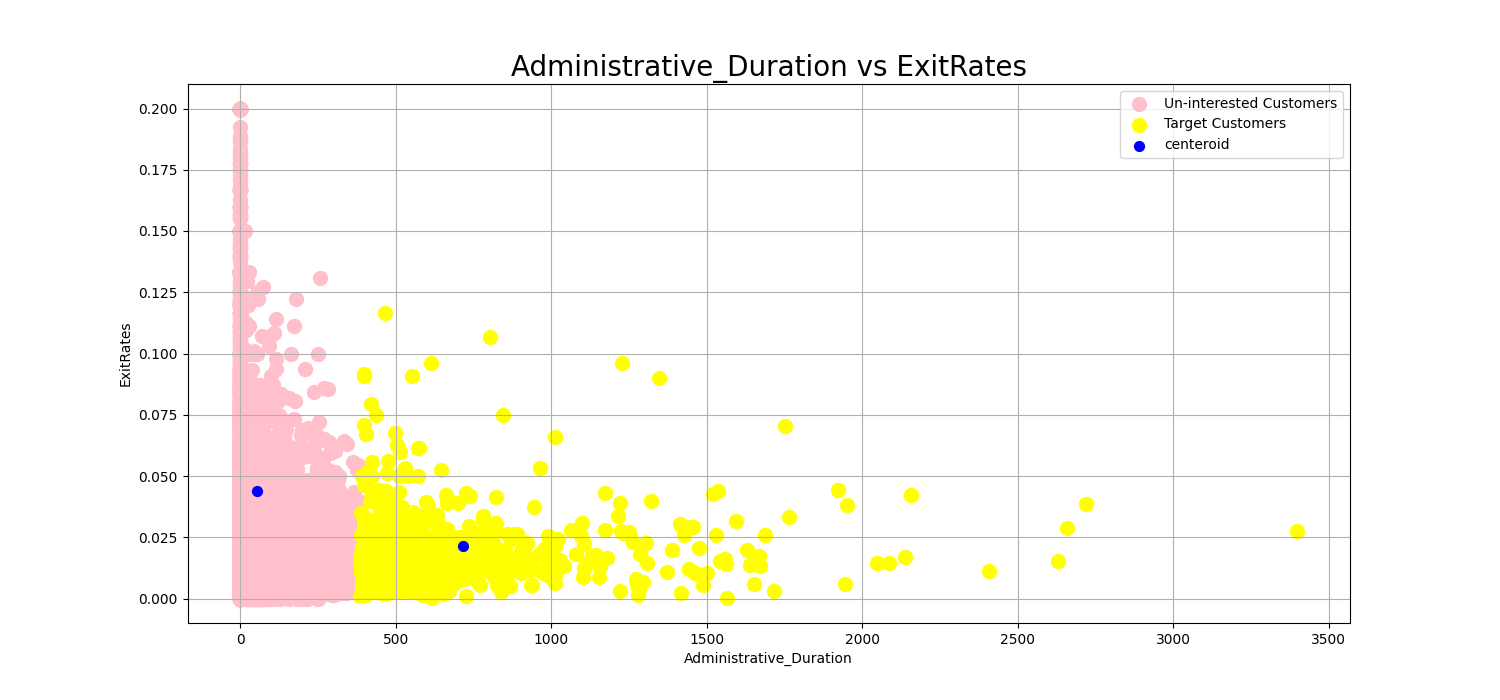 Administrative_Duration vs ExitRates
Un-interested Customers
Target Customers
centeroid
ExitRates
0.200
0.175
0.150
0.125
0.100
0.075
0.050
0.025
0.000
0
500
1000
1500
2000
2500
3000
3500
Administrative_Duration